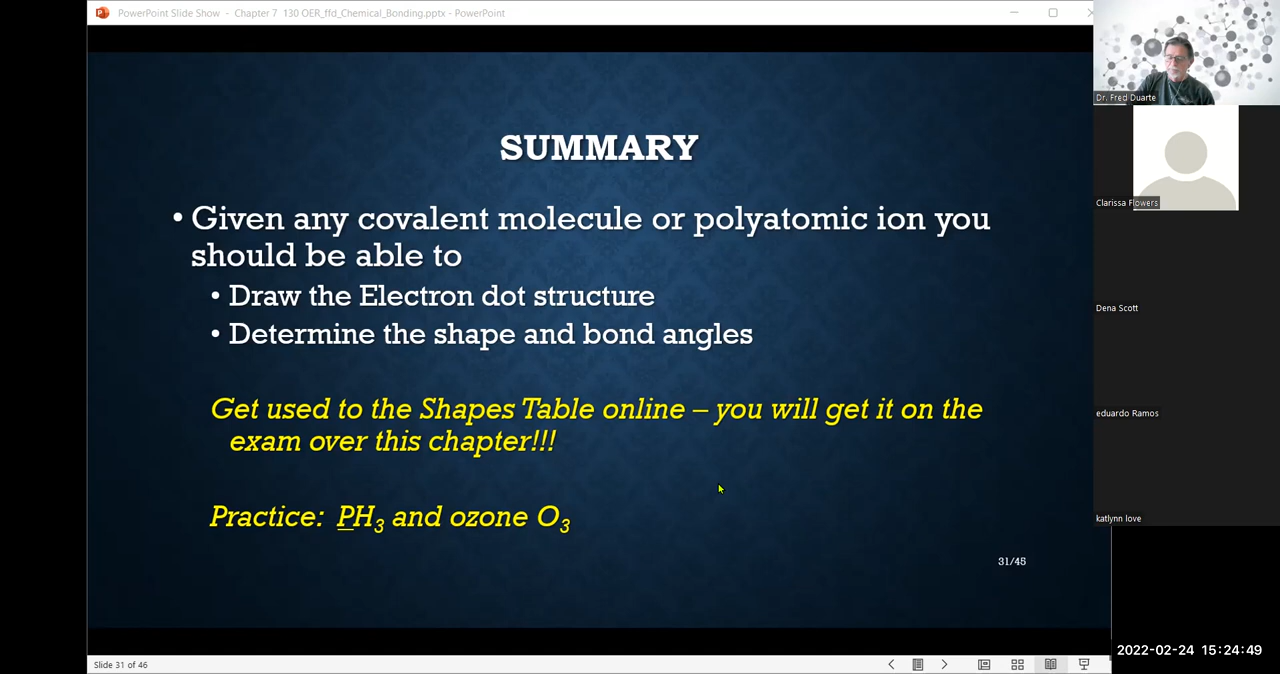 PowerPoint Slide Show - Chapter 7 130 OER_ffd_Chemical_Bonding.pptx - PowerPoint
Dr. Fred Duarte
Clarissa Flowers
Dena Scott
eduardo Ramos
katlynn love
SUMMARY
• Given any covalent molecule or polyatomic ion you
should be able to
• Draw the Electron dot structure
• Determine the shape and bond angles
Get used to the Shapes Table online – you will get it on the
exam over this chapter!!!
Practice: PH3 and ozone O3
31/45
Slide 31 of 46
2022-02-24 15:24:49